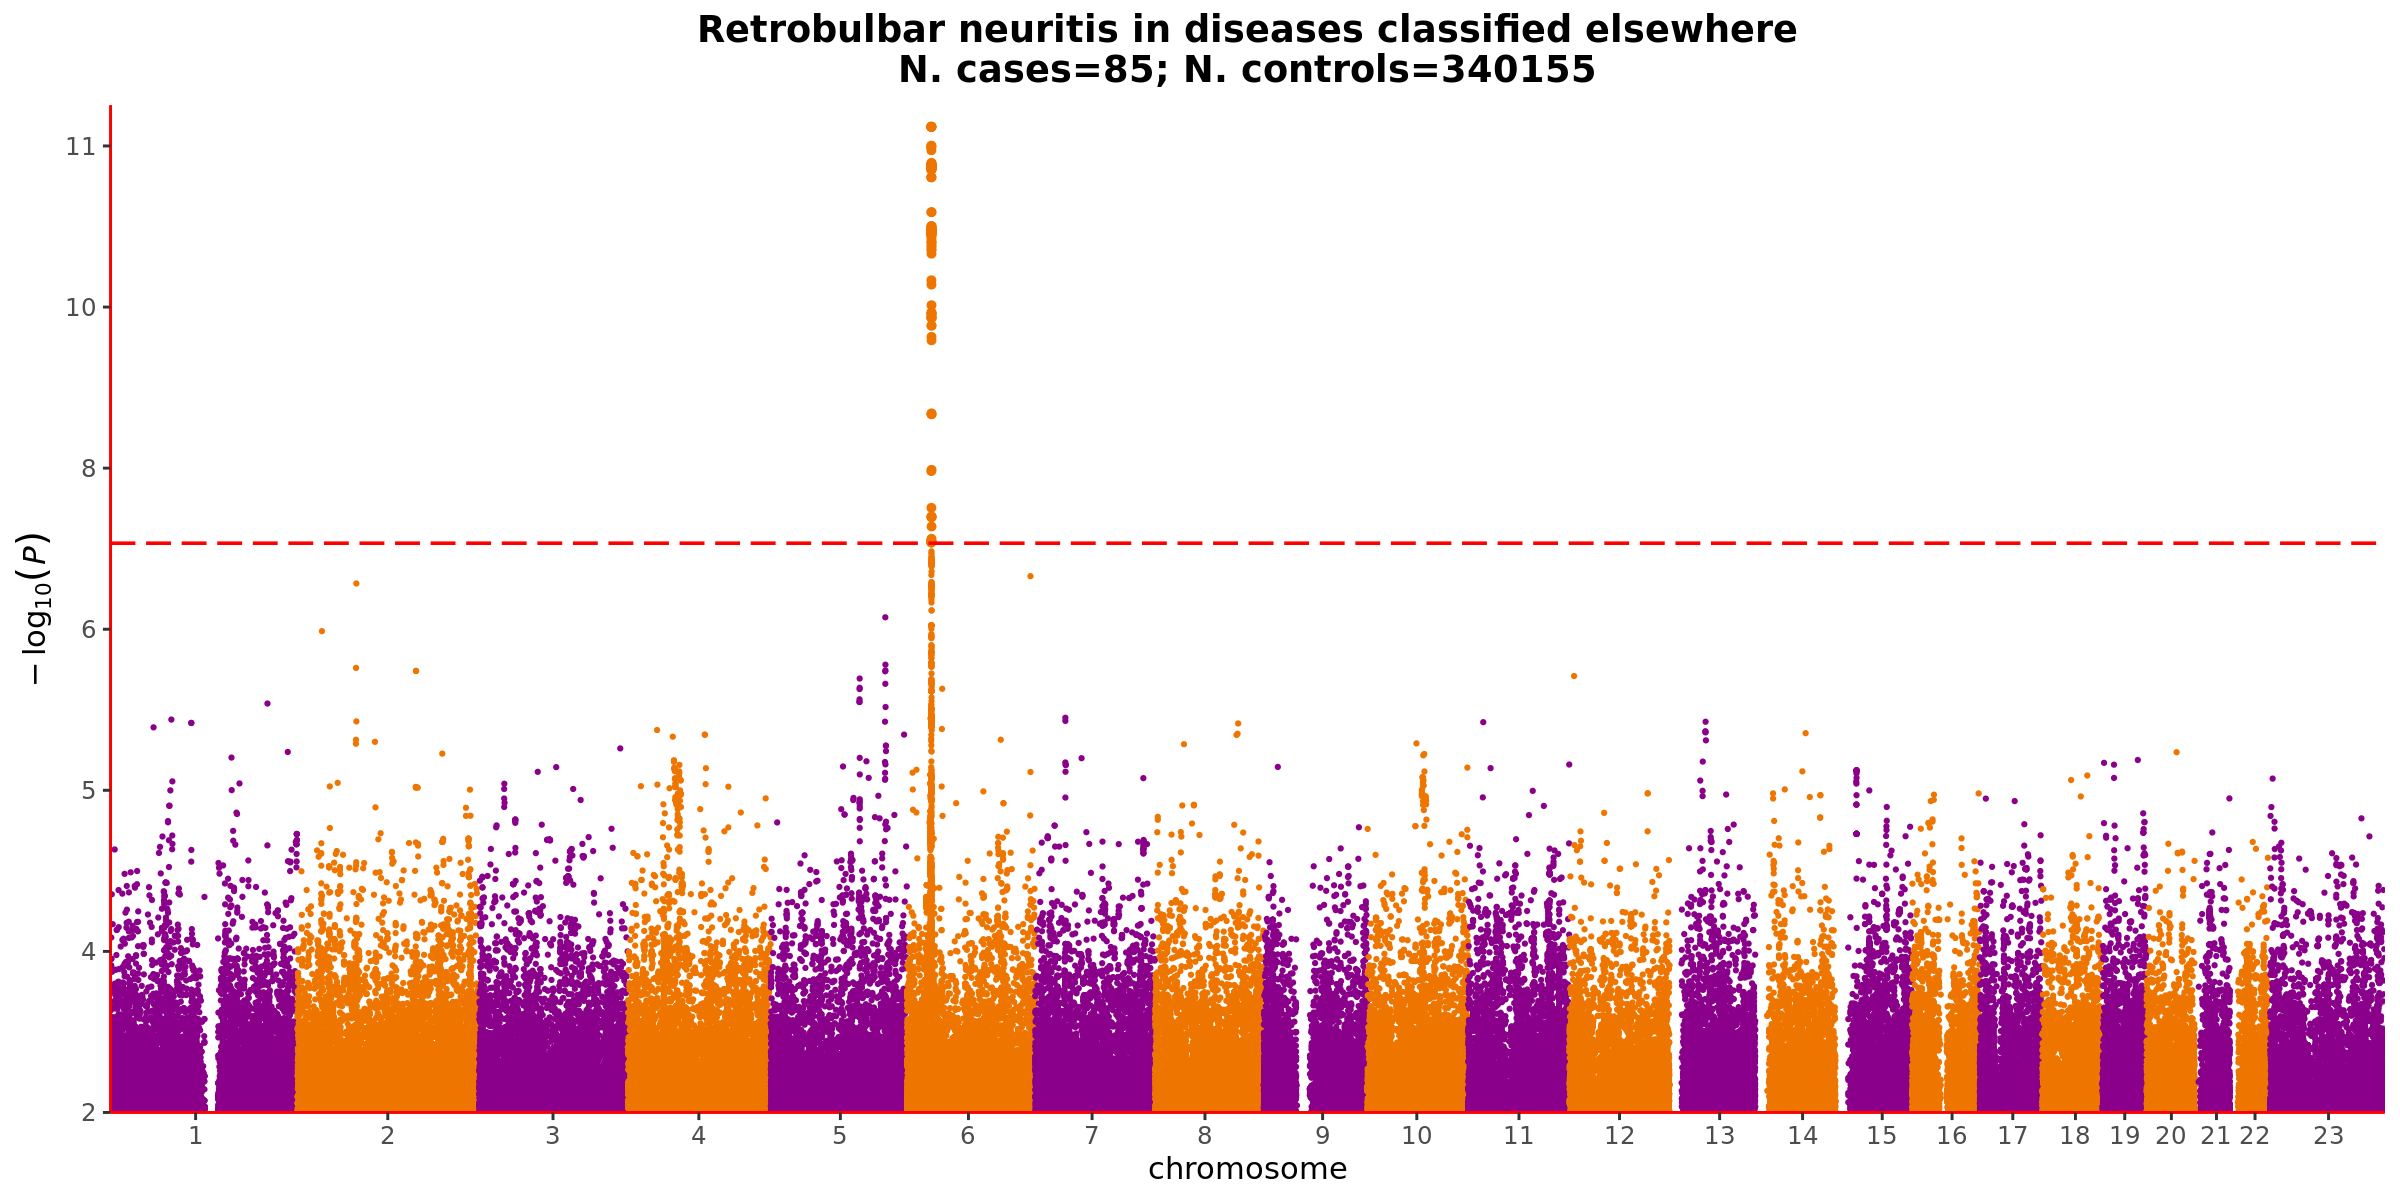 Retrobulbar neuritis in diseases classified elsewhere
N. cases=85; N. controls=340155
11
10
8
6
5
4
2
−log10(P)
1 2 3 4 5 6 7 8 9 10 11 12 13 14 15 16 17 18 19 20 21 22 23
chromosome